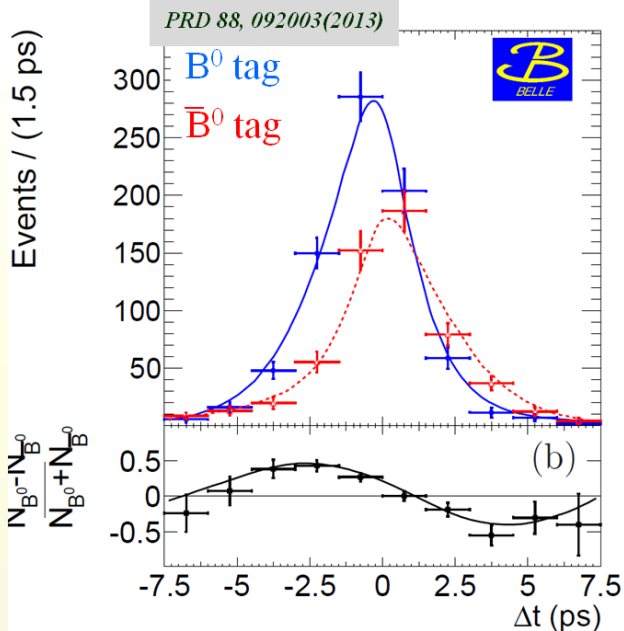 PRD 88, 092003(2013)
B⁰ tag
B̅⁰ tag
B
BELLE
Events / (1.5 ps)
300
250
200
150
100
50
(b)
N_B⁰-N_B̅⁰
N_B⁰+N_B̅⁰
0.5
0
-0.5
-7.5 -5 -2.5 0 2.5 5 7.5
Δt (ps)